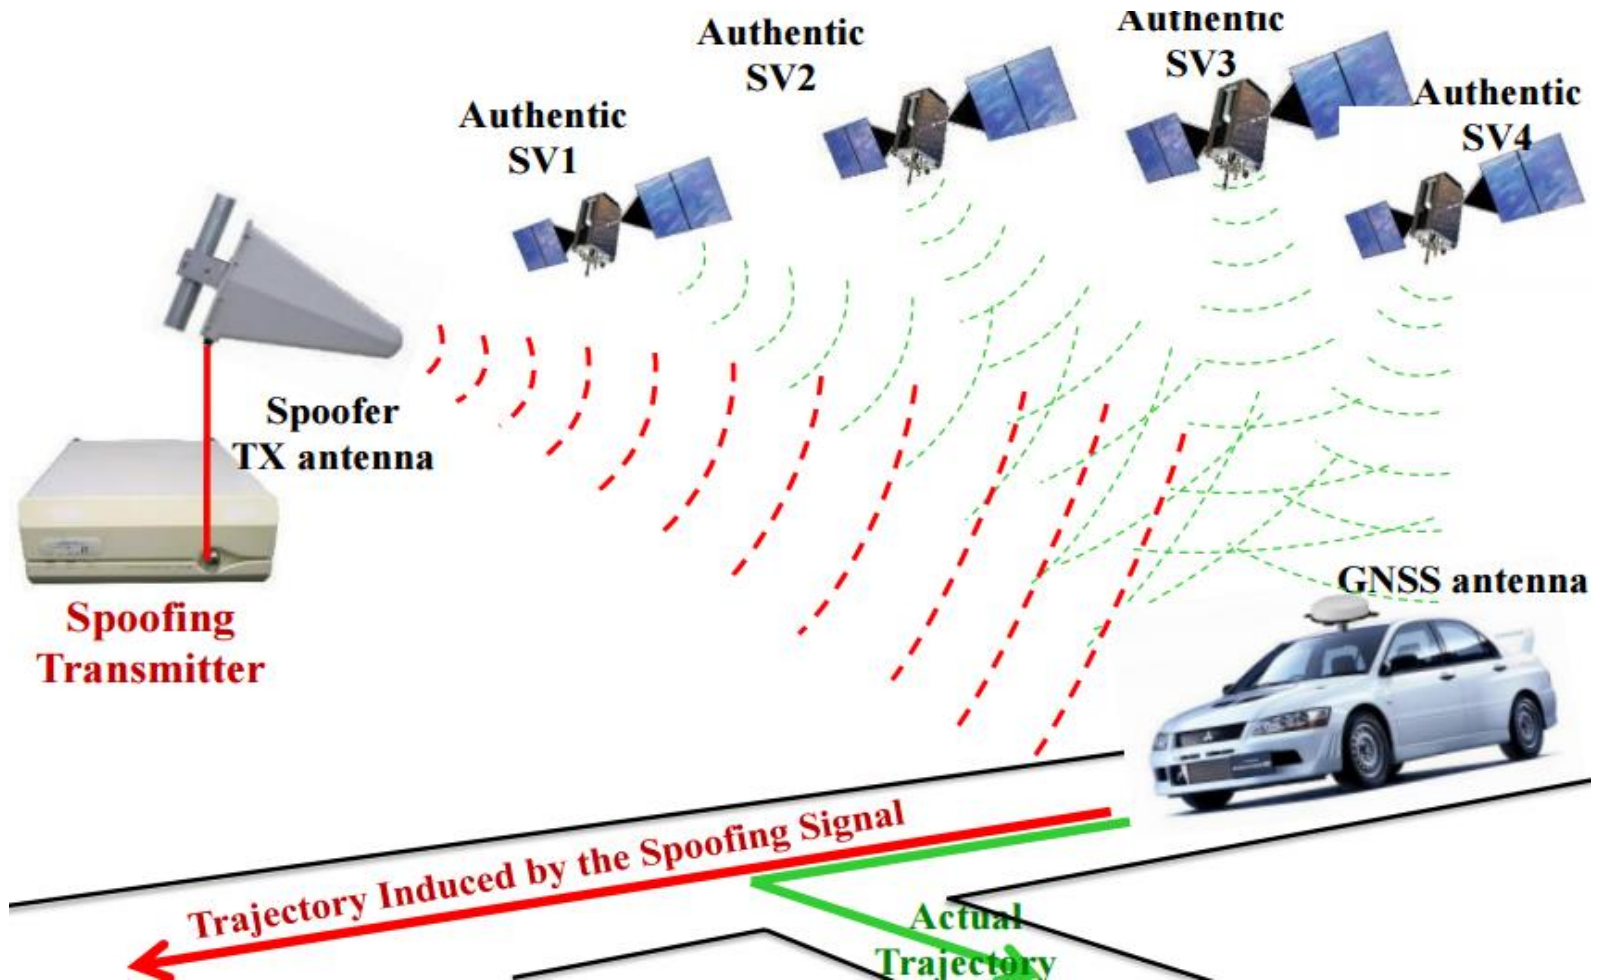 Authentic
SV1
Authentic
SV2
Authentic
SV3
Authentic
SV4
Spoofer
TX antenna
Spoofing
Transmitter
GNSS antenna
Trajectory Induced by the Spoofing Signal
Actual
Trajectory